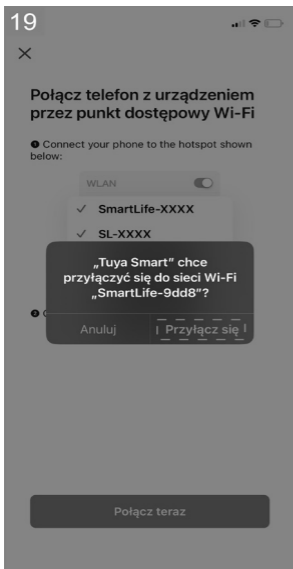 19
Połącz telefon z urządzeniem
przez punkt dostępowy Wi-Fi
❶ Connect your phone to the hotspot shown
below:
WLAN
✓ SmartLife-XXXX
✓ SL-XXXX
„Tuya Smart” chce
przyłączyć się do sieci Wi-Fi
„SmartLife-9dd8”?
❷
Anuluj
Przyłącz się
Połącz teraz